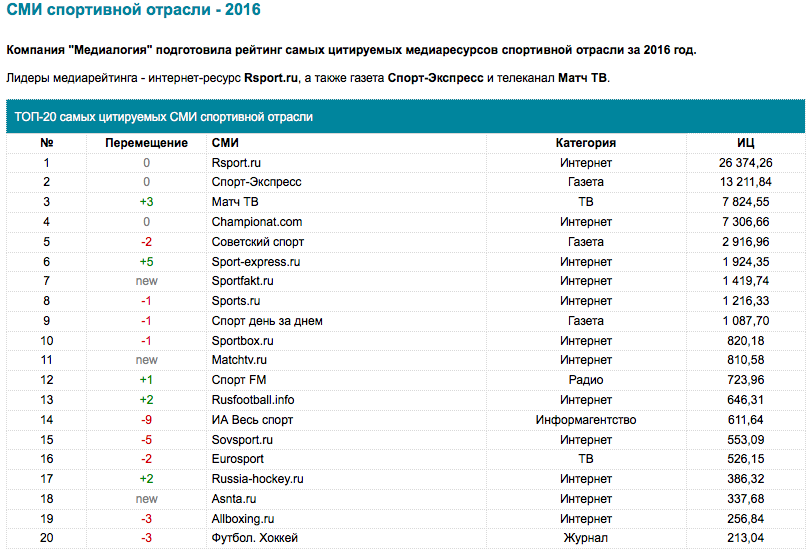 СМИ спортивной отрасли - 2016
Компания "Медиалогия" подготовила рейтинг самых цитируемых медиаресурсов спортивной отрасли за 2016 год.
Лидеры медиарейтинга - интернет-ресурс Rsport.ru, а также газета Спорт-Экспресс и телеканал Матч ТВ.
ТОП-20 самых цитируемых СМИ спортивной отрасли
№ Перемещение СМИ Категория ИЦ
1 0 Rsport.ru Интернет 26 374,26
2 0 Спорт-Экспресс Газета 13 211,84
3 +3 Матч ТВ ТВ 7 824,55
4 0 Championat.com Интернет 7 306,66
5 -2 Советский спорт Газета 2 916,96
6 +5 Sport-express.ru Интернет 1 924,35
7 new Sportfakt.ru Интернет 1 419,74
8 -1 Sports.ru Интернет 1 216,33
9 -1 Спорт день за днем Газета 1 087,70
10 -1 Sportbox.ru Интернет 820,18
11 new Matchtv.ru Интернет 810,58
12 +1 Спорт FM Радио 723,96
13 +2 Rusfootball.info Интернет 646,31
14 -9 ИА Весь спорт Информагентство 611,64
15 -5 Sovsport.ru Интернет 553,09
16 -2 Eurosport ТВ 526,15
17 +2 Russia-hockey.ru Интернет 386,32
18 new Asnta.ru Интернет 337,68
19 -3 Allboxing.ru Интернет 256,84
20 -3 Футбол. Хоккей Журнал 213,04